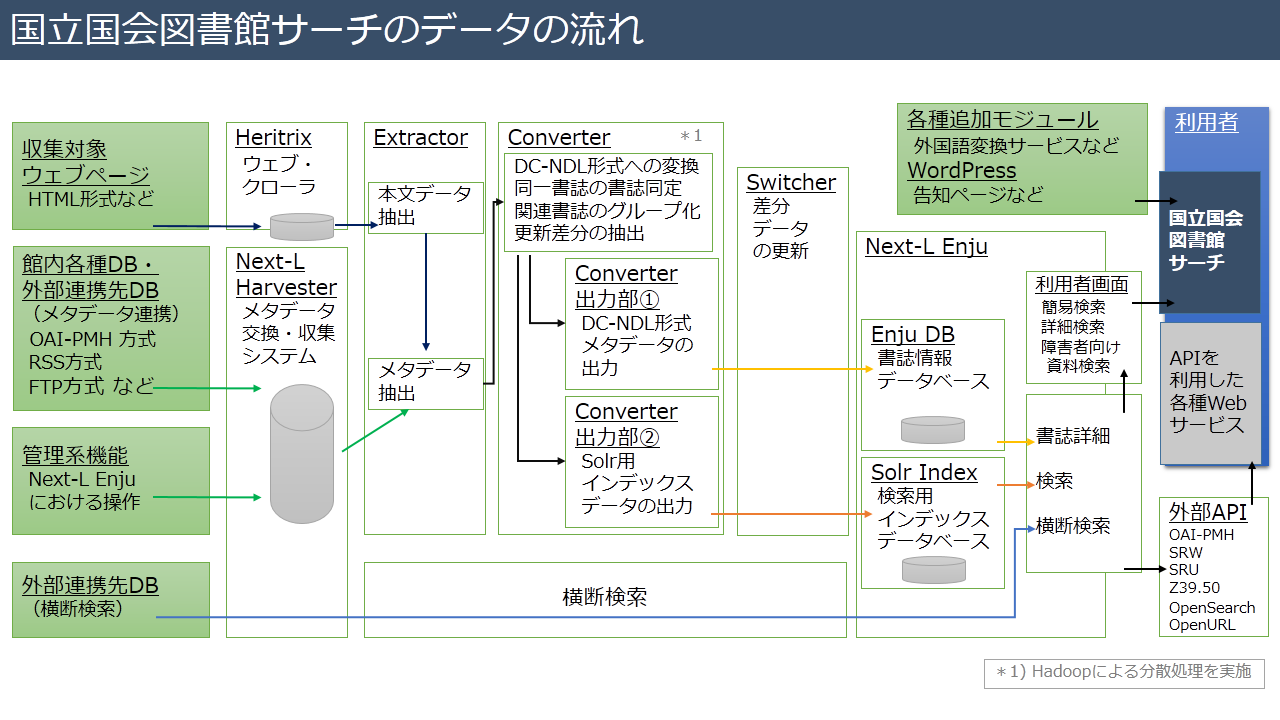 国立国会図書館サーチのデータの流れ
収集対象
ウェブページ
HTML形式など
館内各種DB・
外部連携先DB
（メタデータ連携）
OAI-PMH 方式
RSS方式
FTP方式 など
管理系機能
Next-L Enju
における操作
外部連携先DB
（横断検索）
Heritrix
ウェブ・
クローラ
Next-L
Harvester
メタデータ
交換・収集
システム
Extractor
本文データ
抽出
メタデータ
抽出
Converter
＊1
DC-NDL形式への変換
同一書誌の書誌同定
関連書誌のグループ化
更新差分の抽出
Converter
出力部①
DC-NDL形式
メタデータの
出力
Converter
出力部②
Solr用
インデックス
データの出力
横断検索
Switcher
差分
データ
の更新
Next-L Enju
Enju DB
書誌情報
データベース
Solr Index
検索用
インデックス
データベース
利用者画面
簡易検索
詳細検索
障害者向け
資料検索
書誌詳細
検索
横断検索
各種追加モジュール
外国語変換サービスなど
WordPress
告知ページなど
利用者
国立国会
図書館
サーチ
APIを
利用した
各種Web
サービス
外部API
OAI-PMH
SRW
SRU
Z39.50
OpenSearch
OpenURL
＊1) Hadoopによる分散処理を実施